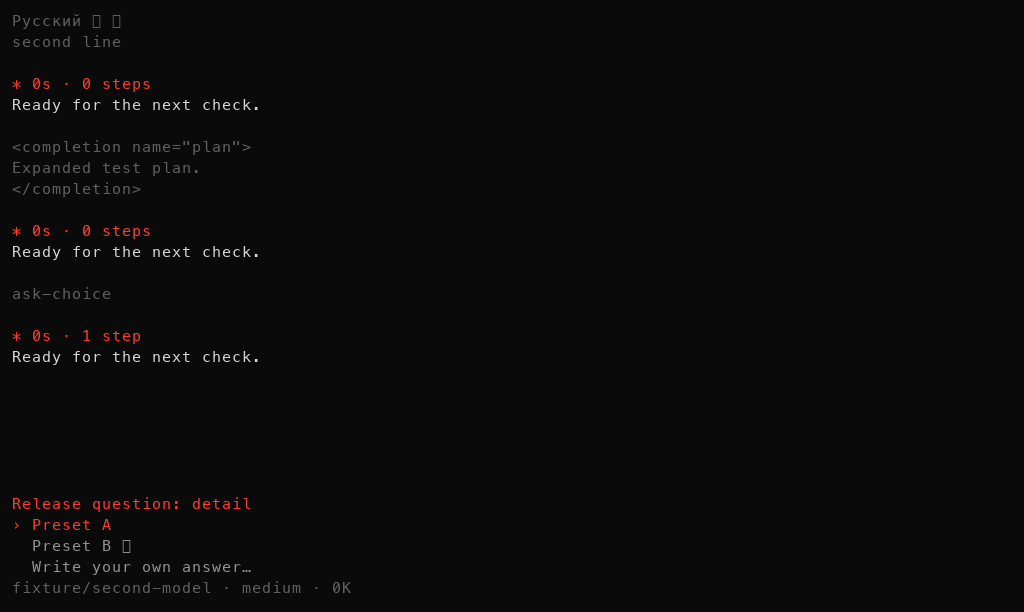 Русский
second line
* 0s · 0 steps
Ready for the next check.
<completion name="plan">
Expanded test plan.
</completion>
* 0s · 0 steps
Ready for the next check.
ask-choice
* 0s · 1 step
Ready for the next check.
Release question: detail
› Preset A
Preset B
Write your own answer…
fixture/second-model · medium · 0K